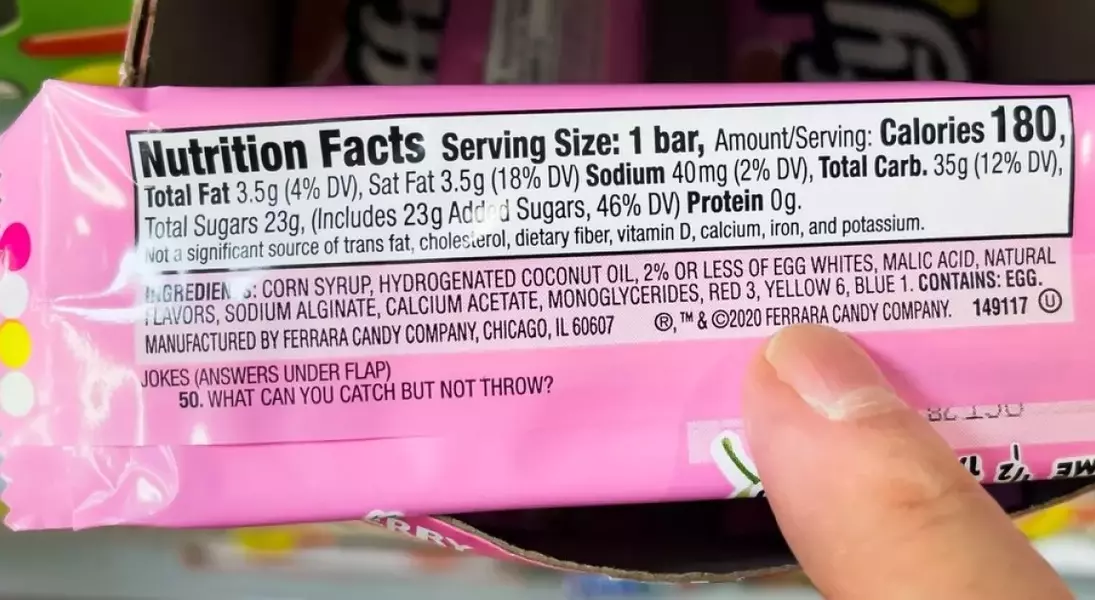 Nutrition Facts Serving Size: 1 bar, Amount/Serving: Calories 180,
Total Fat 3.5g (4% DV), Sat Fat 3.5g (18% DV) Sodium 40mg (2% DV), Total Carb. 35g (12% DV),
Total Sugars 23g, (Includes 23g Added Sugars, 46% DV) Protein 0g.
Not a significant source of trans fat, cholesterol, dietary fiber, vitamin D, calcium, iron, and potassium.
INGREDIENTS: CORN SYRUP, HYDROGENATED COCONUT OIL, 2% OR LESS OF EGG WHITES, MALIC ACID, NATURAL
FLAVORS, SODIUM ALGINATE, CALCIUM ACETATE, MONOGLYCERIDES, RED 3, YELLOW 6, BLUE 1. CONTAINS: EGG.
MANUFACTURED BY FERRARA CANDY COMPANY, CHICAGO, IL 60607 ®,™ & ©2020 FERRARA CANDY COMPANY. 149117 U
JOKES (ANSWERS UNDER FLAP)
50. WHAT CAN YOU CATCH BUT NOT THROW?